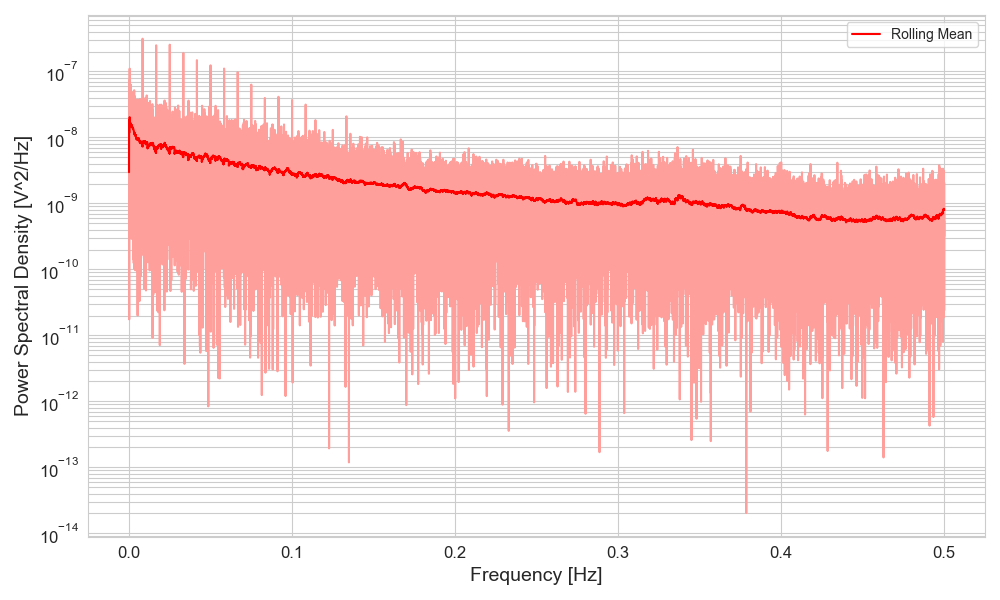 Rolling Mean
Power Spectral Density [V^2/Hz]
10⁻⁷
10⁻⁸
10⁻⁹
10⁻¹⁰
10⁻¹¹
10⁻¹²
10⁻¹³
10⁻¹⁴
0.0 0.1 0.2 0.3 0.4 0.5
Frequency [Hz]